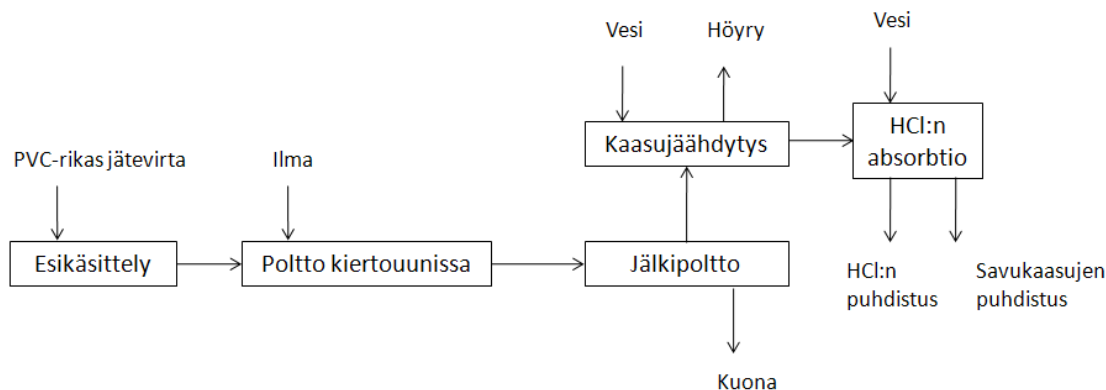 Vesi
Höyry
Vesi
PVC-rikas jätevirta
Ilma
Kaasujäähdytys
HCl:n
absorbtio
Esikäsittely
Poltto kiertouunissa
Jälkipoltto
HCl:n
puhdistus
Savukaasujen
puhdistus
Kuona